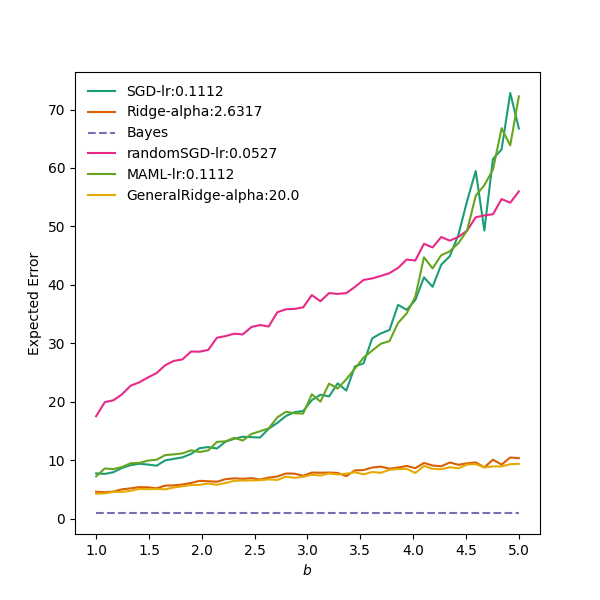 SGD-lr:0.1112
Ridge-alpha:2.6317
Bayes
randomSGD-lr:0.0527
MAML-lr:0.1112
GeneralRidge-alpha:20.0
Expected Error
70
60
50
40
30
20
10
0
1.0 1.5 2.0 2.5 3.0 3.5 4.0 4.5 5.0
b